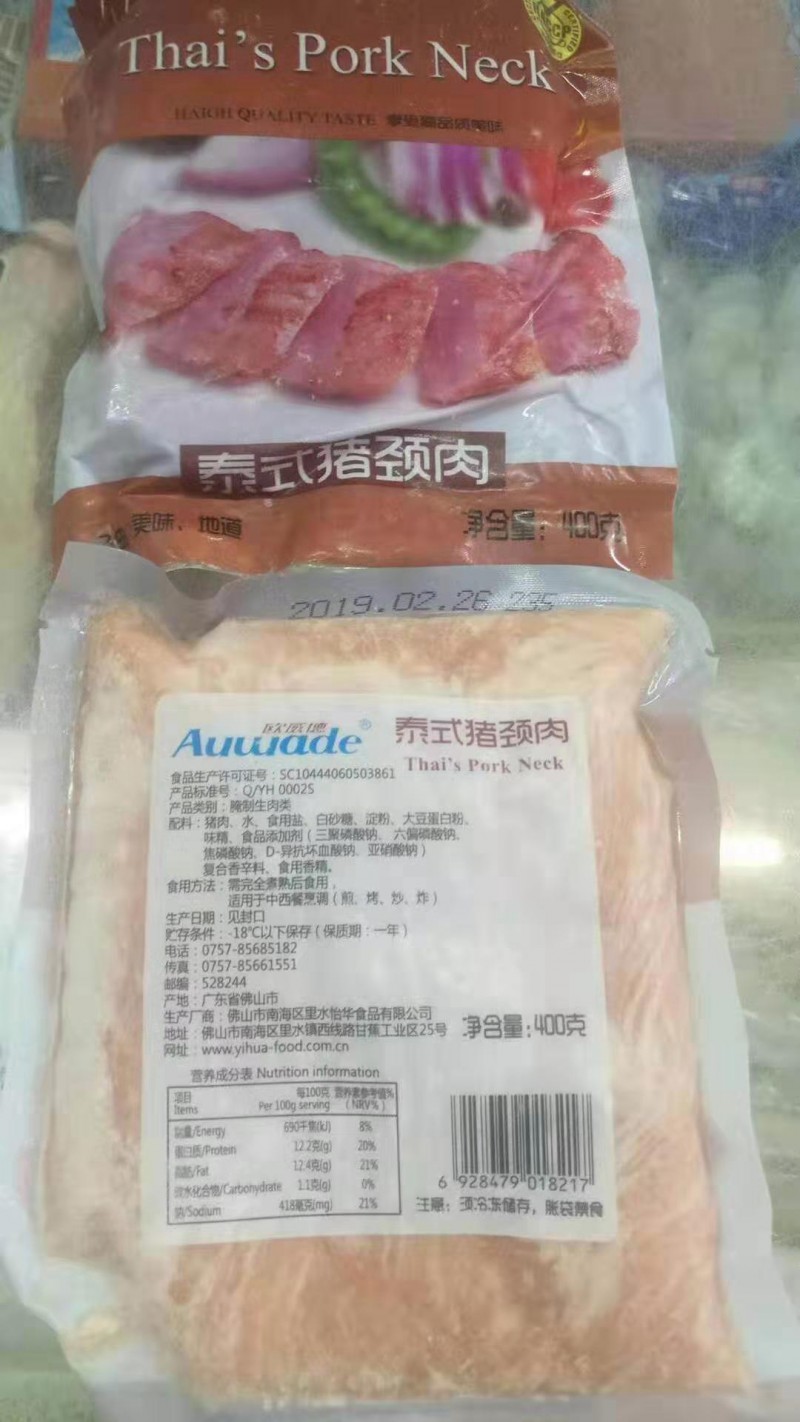 Thai's Pork Neck
HAIGH QUALITY TASTE 享受高品质美味
泰式猪颈肉
美味、地道
净含量：400克
2019.02.26 235
欧威地
Auwade®
泰式猪颈肉
Thai's Pork Neck
食品生产许可证号：SC10444060503861
产品标准号：Q/YH 0002S
产品类别：腌制生肉类
配料：猪肉、水、食用盐、白砂糖、淀粉、大豆蛋白粉、
味精、食品添加剂（三聚磷酸钠、六偏磷酸钠、
焦磷酸钠、D-异抗坏血酸钠、亚硝酸钠）
复合香辛料、食用香精。
食用方法：需完全煮熟后食用，
适用于中西餐烹调（煎、烤、炒、炸）
生产日期：见封口
贮存条件：-18℃以下保存（保质期：一年）
电话：0757-85685182
传真：0757-85661551
邮编：528244
产地：广东省佛山市
生产厂商：佛山市南海区里水怡华食品有限公司
地址：佛山市南海区里水镇西线路甘蕉工业区25号
净含量：400克
网址：www.yihua-food.com.cn
营养成分表 Nutrition information
项目 每100克 营养素参考值%
Items Per 100g serving （NRV%）
能量/Energy 690千焦(kJ) 8%
蛋白质/Protein 12.2克(g) 20%
脂肪/Fat 12.4克(g) 21%
碳水化合物/Carbohydrate 1.1克(g) 0%
钠/Sodium 418毫克(mg) 21%
6 928479 018217
注意：须冷冻储存，胀袋禁食